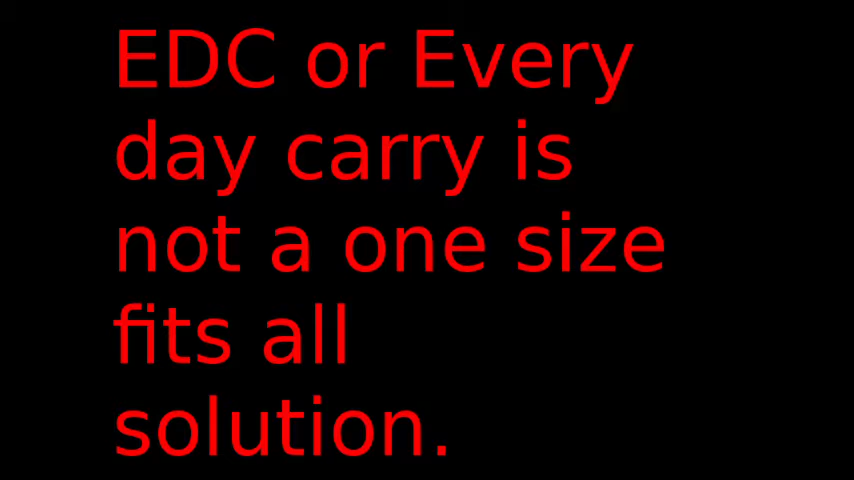 EDC or Every
day carry is
not a one size
fits all
solution.